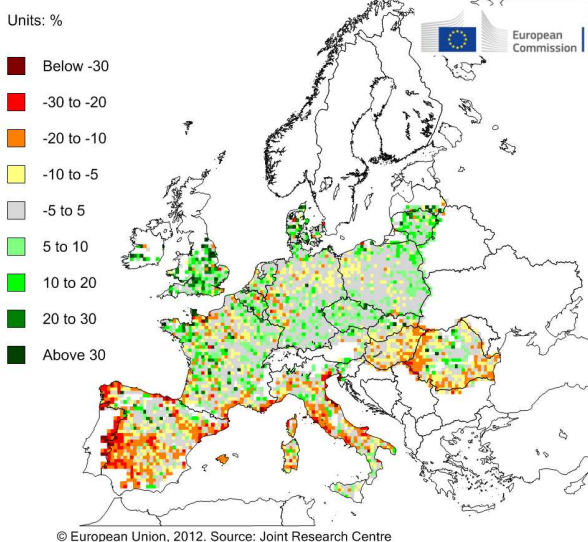 Units: %
European
Commission
Below -30
-30 to -20
-20 to -10
-10 to -5
-5 to 5
5 to 10
10 to 20
20 to 30
Above 30
© European Union, 2012. Source: Joint Research Centre